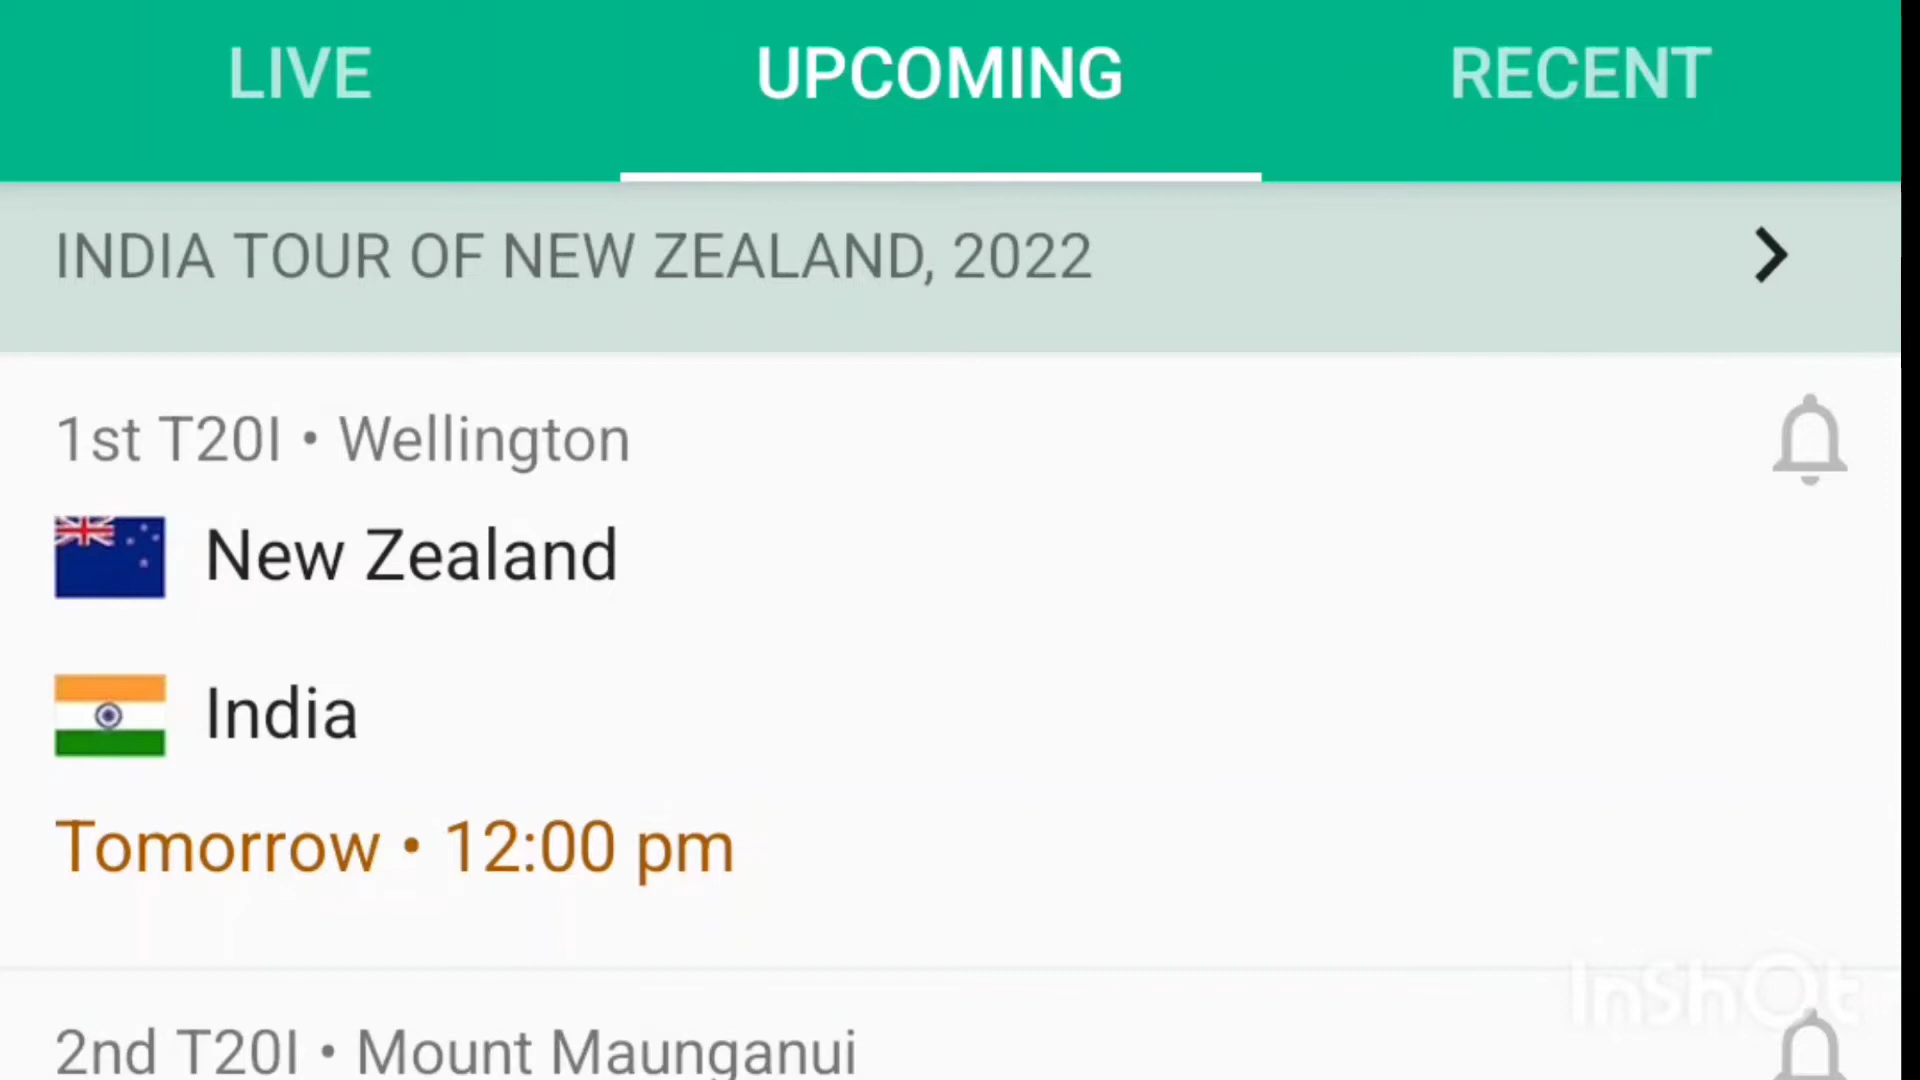 LIVE UPCOMING RECENT
INDIA TOUR OF NEW ZEALAND, 2022
1st T20I • Wellington
New Zealand
India
Tomorrow • 12:00 pm
InShOt
2nd T20I • Mount Maunganui